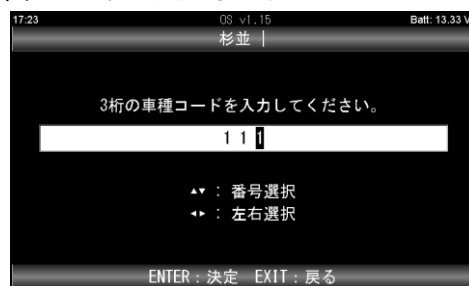 17:23 OS v1.15 Batt: 13.33 V
杉並 |
3桁の車種コードを入力してください。
1 1 1
▲▼ : 番号選択
◄► : 左右選択
ENTER : 決定 EXIT : 戻る